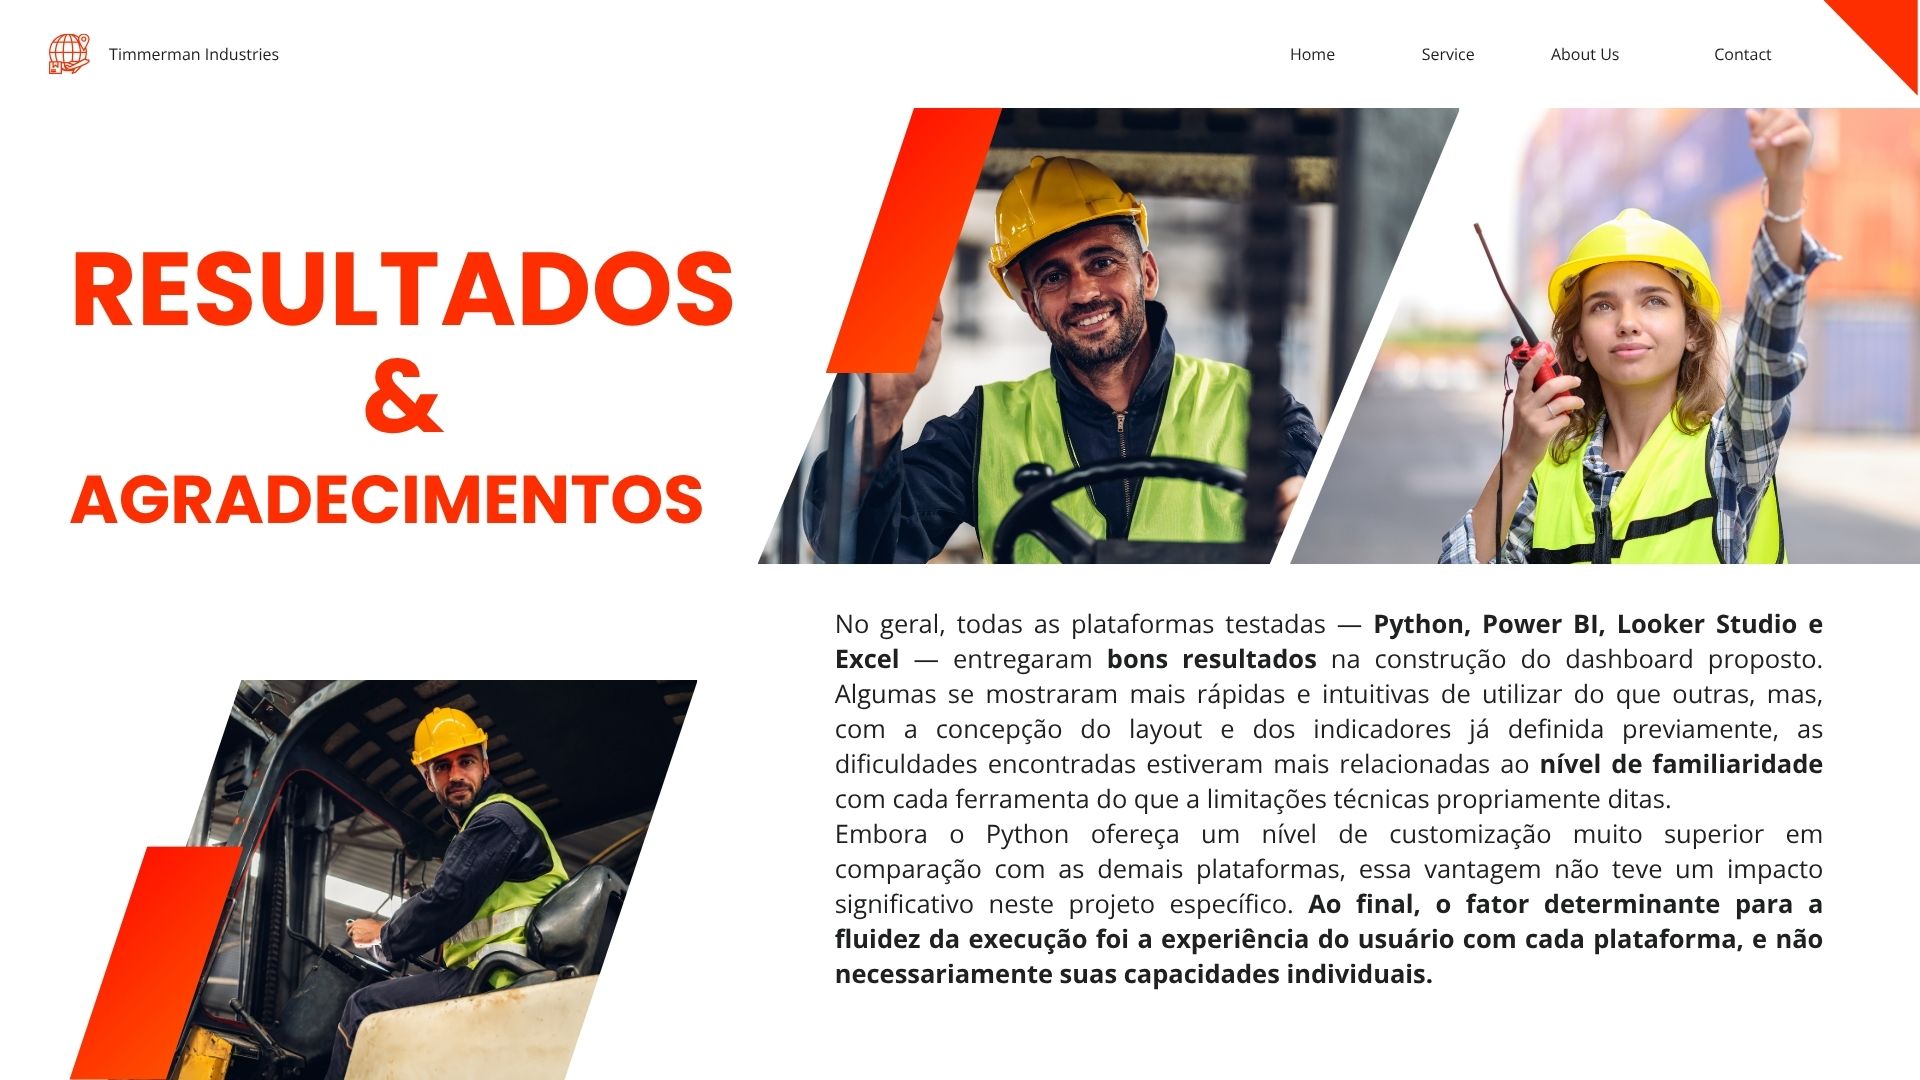 Timmerman Industries
Home
Service
About Us
Contact
RESULTADOS
&
AGRADECIMENTOS
No geral, todas as plataformas testadas — Python, Power BI, Looker Studio e
Excel — entregaram bons resultados na construção do dashboard proposto.
Algumas se mostraram mais rápidas e intuitivas de utilizar do que outras, mas,
com a concepção do layout e dos indicadores já definida previamente, as
dificuldades encontradas estiveram mais relacionadas ao nível de familiaridade
com cada ferramenta do que a limitações técnicas propriamente ditas.
Embora o Python ofereça um nível de customização muito superior em
comparação com as demais plataformas, essa vantagem não teve um impacto
significativo neste projeto específico. Ao final, o fator determinante para a
fluidez da execução foi a experiência do usuário com cada plataforma, e não
necessariamente suas capacidades individuais.